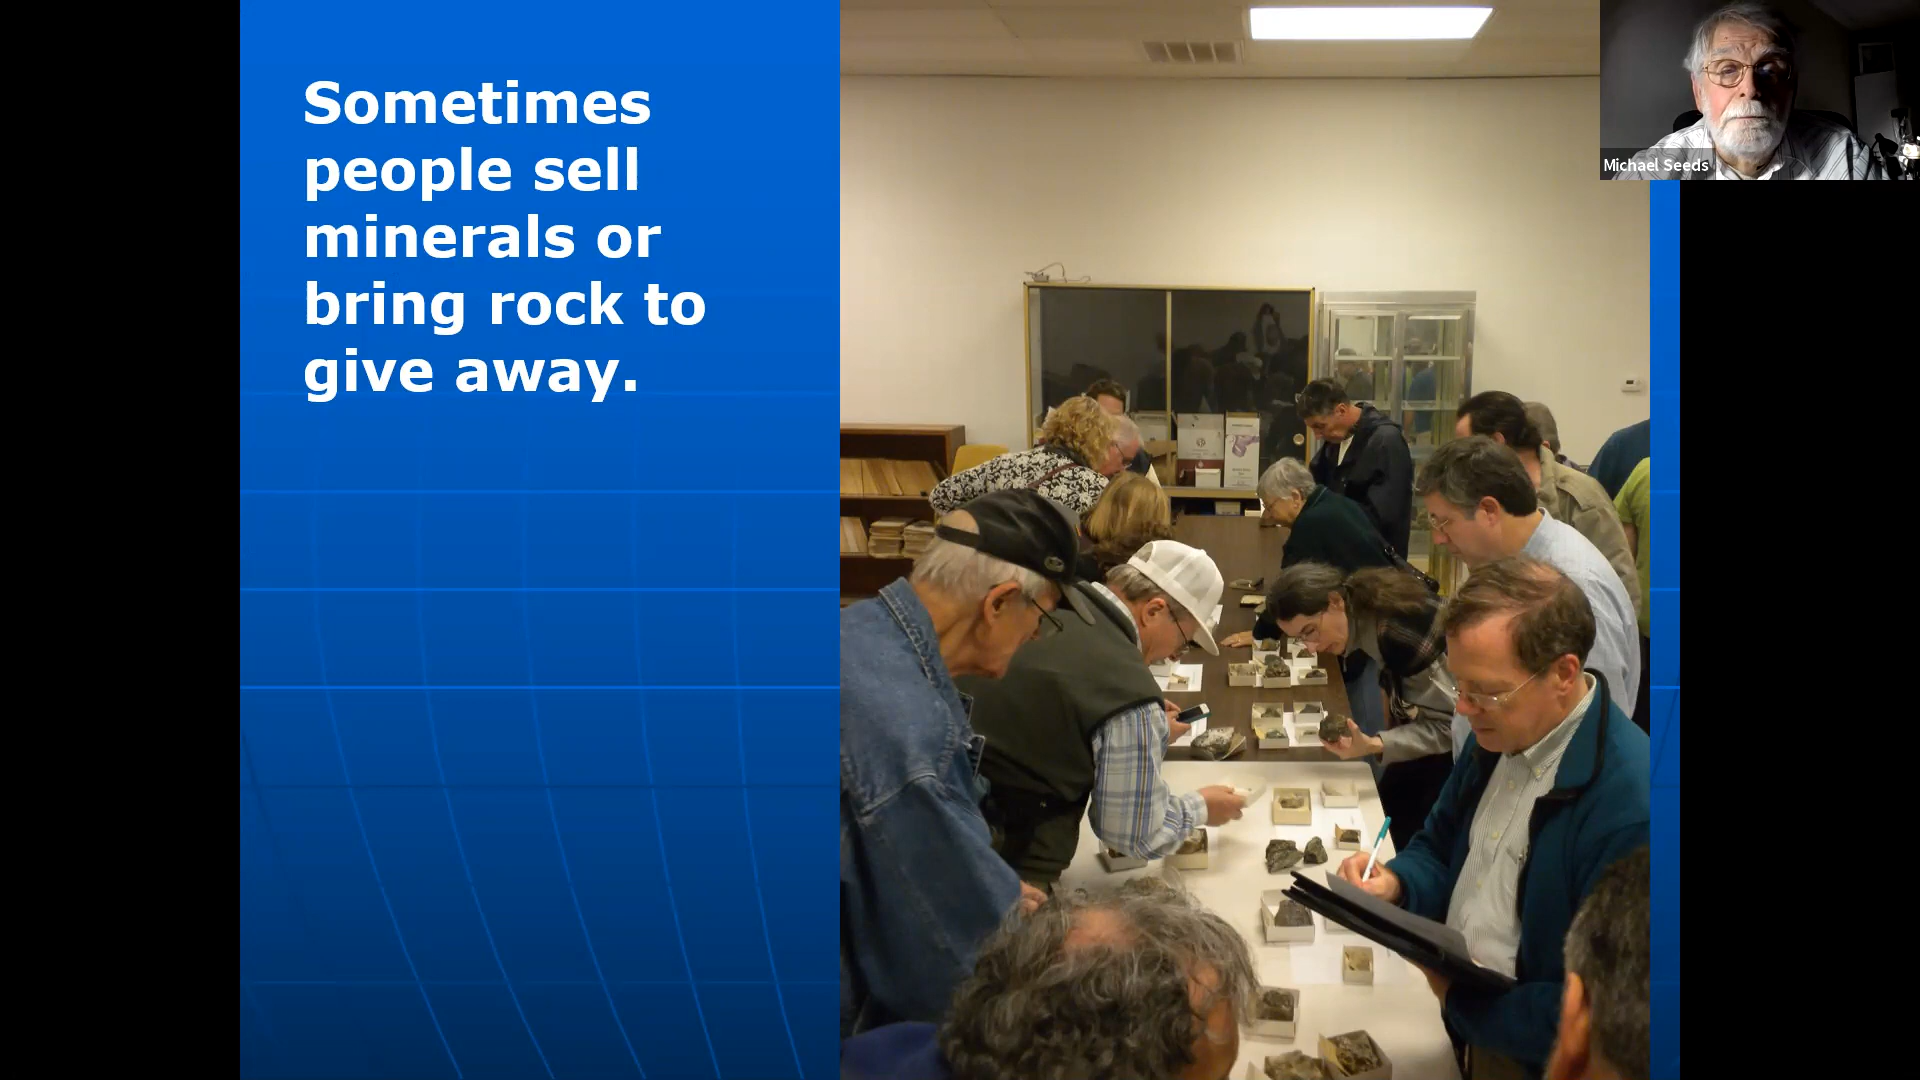 Sometimes
people sell
minerals or
bring rock to
give away.
Michael Seeds